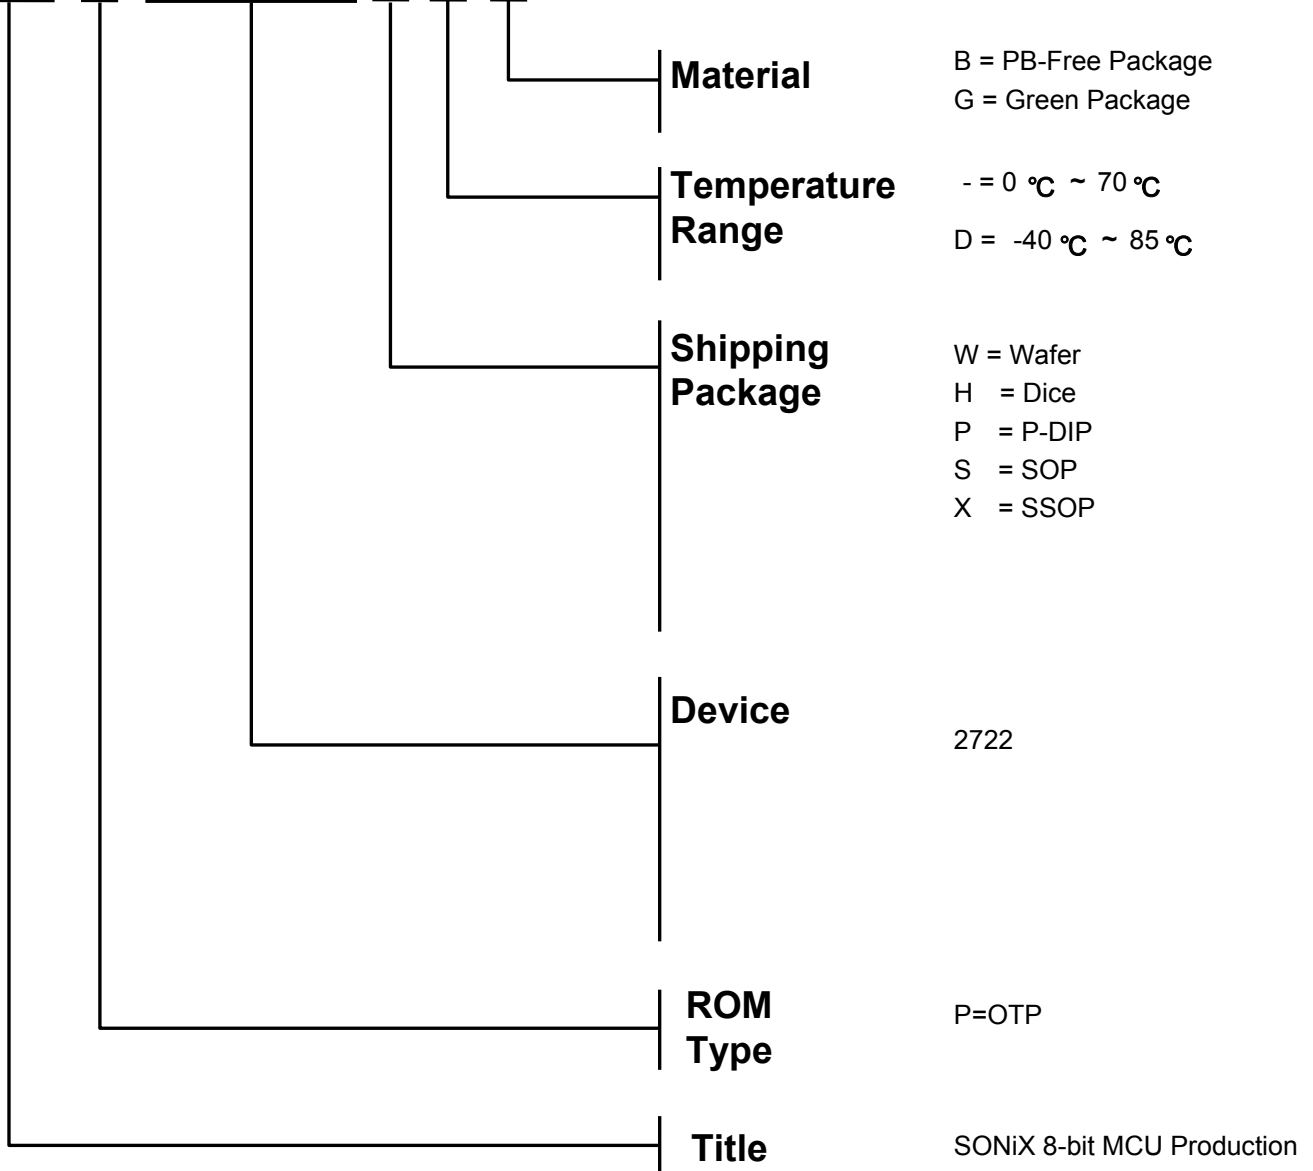 Material
B = PB-Free Package
G = Green Package
Temperature
Range
- = 0 ℃ ~ 70 ℃
D = -40 ℃ ~ 85 ℃
Shipping
Package
W = Wafer
H = Dice
P = P-DIP
S = SOP
X = SSOP
Device
2722
ROM
Type
P=OTP
Title
SONiX 8-bit MCU Production